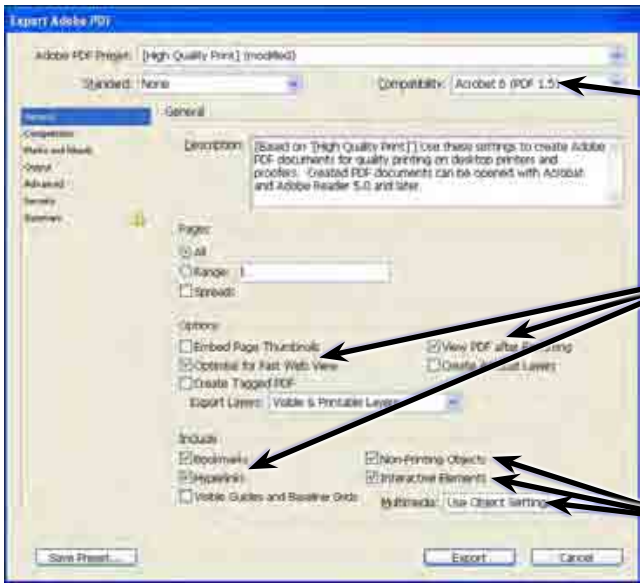 Export Adobe PDF
Adobe PDF Preset: [High Quality Print] (modified)
Standard: None
Compatibility: Acrobat 6 (PDF 1.5)
General
Compression
Marks and Bleeds
Output
Advanced
Security
Summary
General
Description: [Based on '[High Quality Print]'] Use these settings to create Adobe
PDF documents for quality printing on desktop printers and
proofers. Created PDF documents can be opened with Acrobat
and Adobe Reader 5.0 and later.
Pages
All
Range: 1
Spreads
Options
Embed Page Thumbnails
View PDF after Exporting
Optimize for Fast Web View
Create Acrobat Layers
Create Tagged PDF
Export Layers: Visible & Printable Layers
Include
Bookmarks
Non-Printing Objects
Hyperlinks
Interactive Elements
Visible Guides and Baseline Grids
Multimedia: Use Object Settings
Save Preset...
Export
Cancel